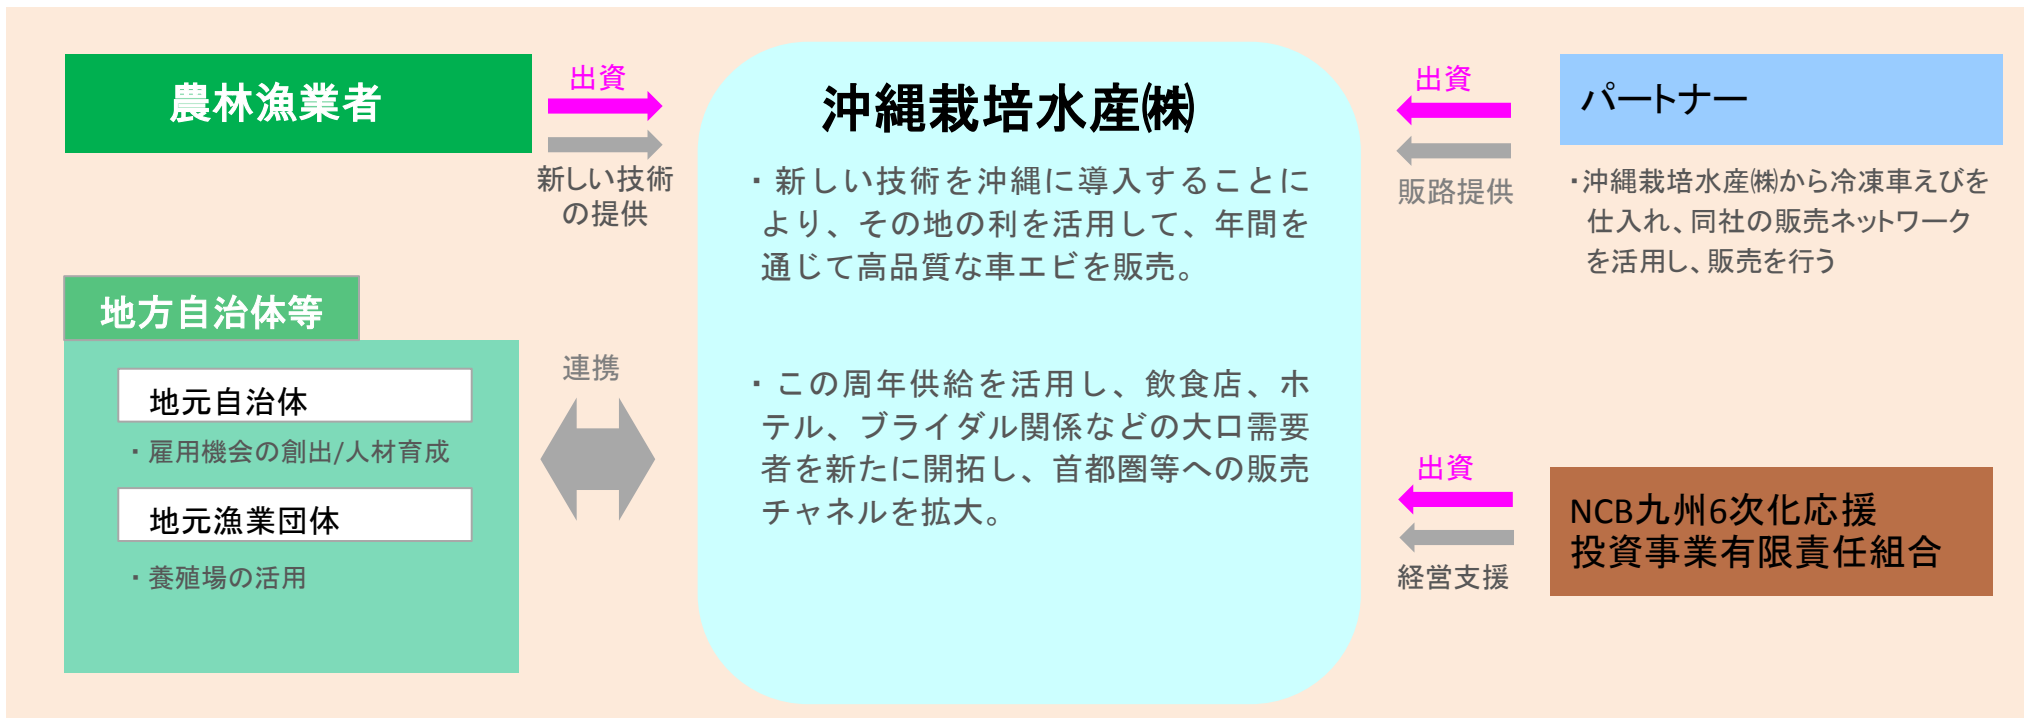 農林漁業者
出資
新しい技術
の提供
地方自治体等
地元自治体
・雇用機会の創出/人材育成
地元漁業団体
・養殖場の活用
連携
沖縄栽培水産㈱
・新しい技術を沖縄に導入することに
より、その地の利を活用して、年間を
通じて高品質な車エビを販売。
・この周年供給を活用し、飲食店、ホ
テル、ブライダル関係などの大口需要
者を新たに開拓し、首都圏等への販売
チャネルを拡大。
出資
販路提供
パートナー
・沖縄栽培水産㈱から冷凍車えびを
仕入れ、同社の販売ネットワーク
を活用し、販売を行う
出資
経営支援
NCB九州6次化応援
投資事業有限責任組合